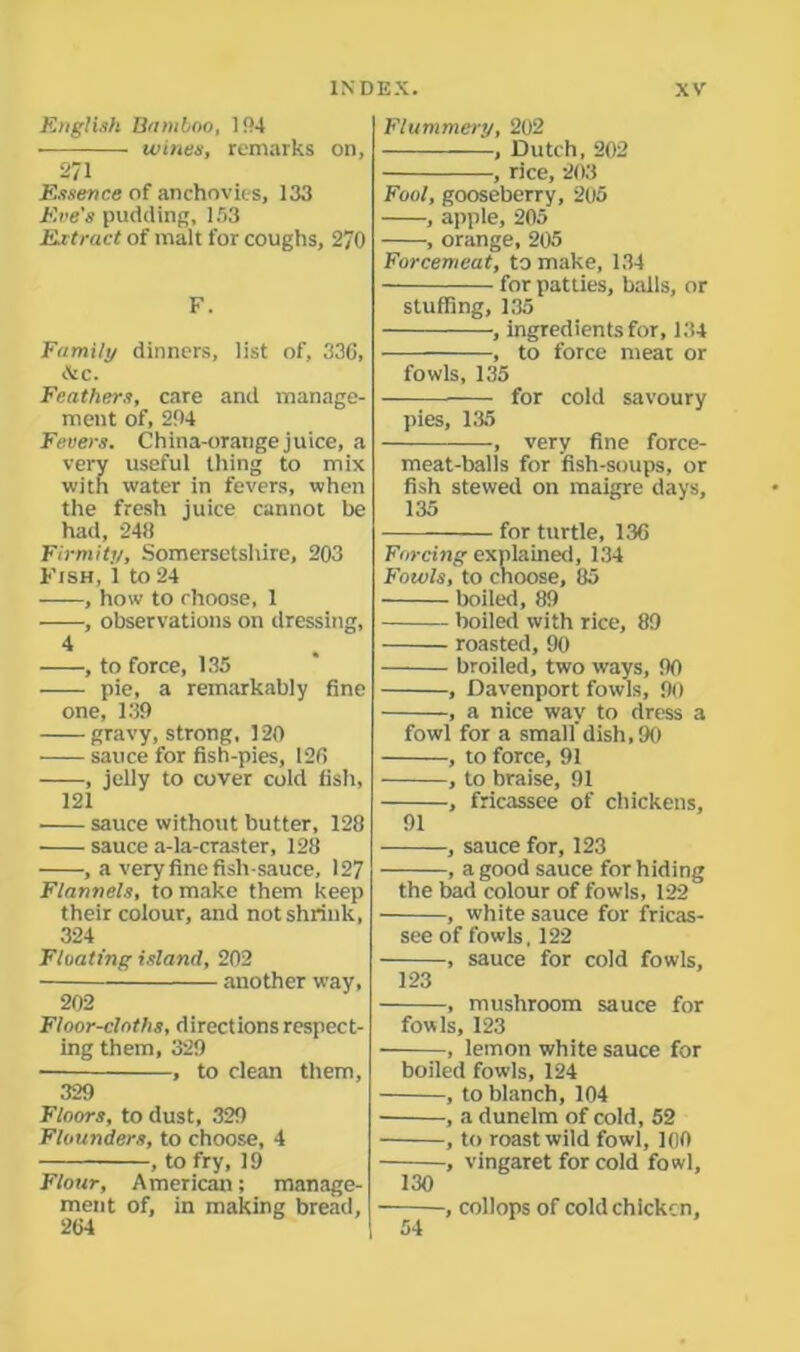 INDEX. XV
English Bamboo, 194
——— wines, remarks on,
271
Essence of anchovies, 133
Eve's pudding, 153
Extract of malt for coughs, 270
F.
Family dinners, list of, 336,
&c.
Feathers, care and manage-
ment of, 294
Fevers. China-orange juice, a
very useful thing to mix
with water in fevers, when
the fresh juice cannot be
had, 248
Firmity, Somersetshire, 203
FISH, 1 to 24
——, how to choose, 1
——, observations on dressing,
4
——, to force, 135
—— pie, a remarkably fine
one, 139
—— gravy, strong, 120
—— sauce for fish-pies, 126
——, jelly to cover cold fish,
121
—— sauce without butter, 128
—— sauce a-la-craster, 128
——, a very fine fish-sauce, 127
Flannels, to make them keep
their colour, and not shrink,
324
Floating island, 202
——— another way,
202
Floor-cloths, directions respect-
ing them, 329
———, to clean them,
329
Floors, to dust, 329
Flounders, to choose, 4
———, to fry, 19
Flour, American; manage-
ment of, in making bread,
264
Flummery, 202
———, Dutch, 202
———, rice, 203
Fool, gooseberry, 205
——, apple, 205
——, orange, 205
Forcemeat, to make, 134
——— for patties, balls, or
stuffing, 135
———, ingredients for, 134
———, to force meat or
fowls, 135
——— for cold savoury
pies, 135
———, very fine force-
meat-balls for fish-soups, or
fish stewed on maigre days,
135
——— for turtle, 136
Forcing explained, 134
Fowls, to choose, 85
——— boiled, 89
——— boiled with rice, 89
——— roasted, 90
——— broiled, two ways, 90
———, Davenport fowls, 90
———, a nice way to dress a
fowl for a small dish, 90
———, to force, 91
———, to braise, 91
———, fricassee of chickens,
91
———, sauce for, 123
———, a good sauce for hiding
the bad colour of fowls, 122
———, white sauce for fricas-
see of fowls, 122
———, sauce for cold fowls,
123
———, mushroom sauce for
fowls, 123
———, lemon white sauce for
boiled fowls, 124
———, to blanch, 104
———, a dunelm of cold, 52
———, to roast wild fowl, 100
———, vingaret for cold fowl,
130
———, collops of cold chicken,
54